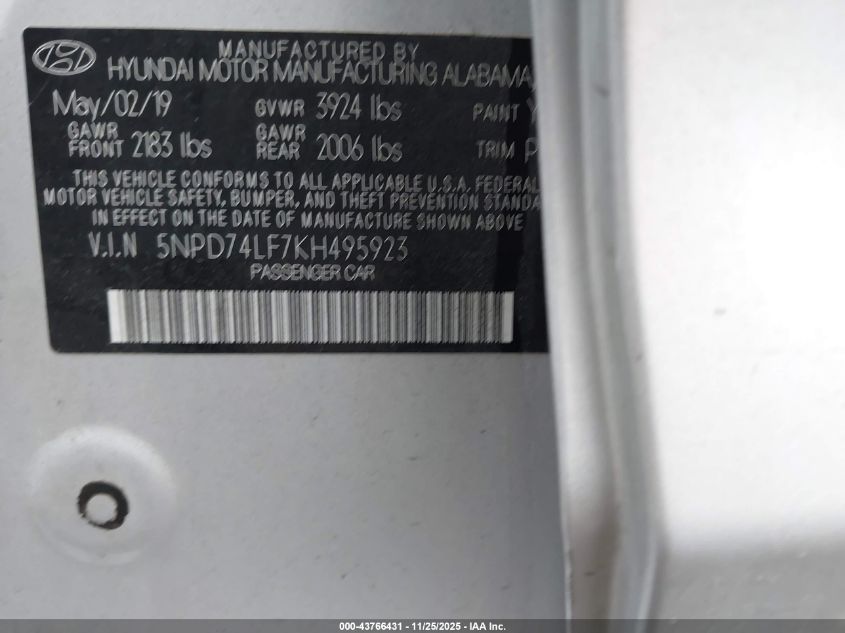 MANUFACTURED BY
HYUNDAI MOTOR MANUFACTURING ALABAMA,
May/02/19 GVWR 3924 lbs PAINT
GAWR FRONT 2183 lbs GAWR REAR 2006 lbs TRIM
THIS VEHICLE CONFORMS TO ALL APPLICABLE U.S.A. FEDERAL
MOTOR VEHICLE SAFETY, BUMPER, AND THEFT PREVENTION STANDA
IN EFFECT ON THE DATE OF MANUFACTURE SHOWN ABOVE
V.I.N 5NPD74LF7KH495923
PASSENGER CAR
000-43766431 - 11/25/2025 - IAA Inc.